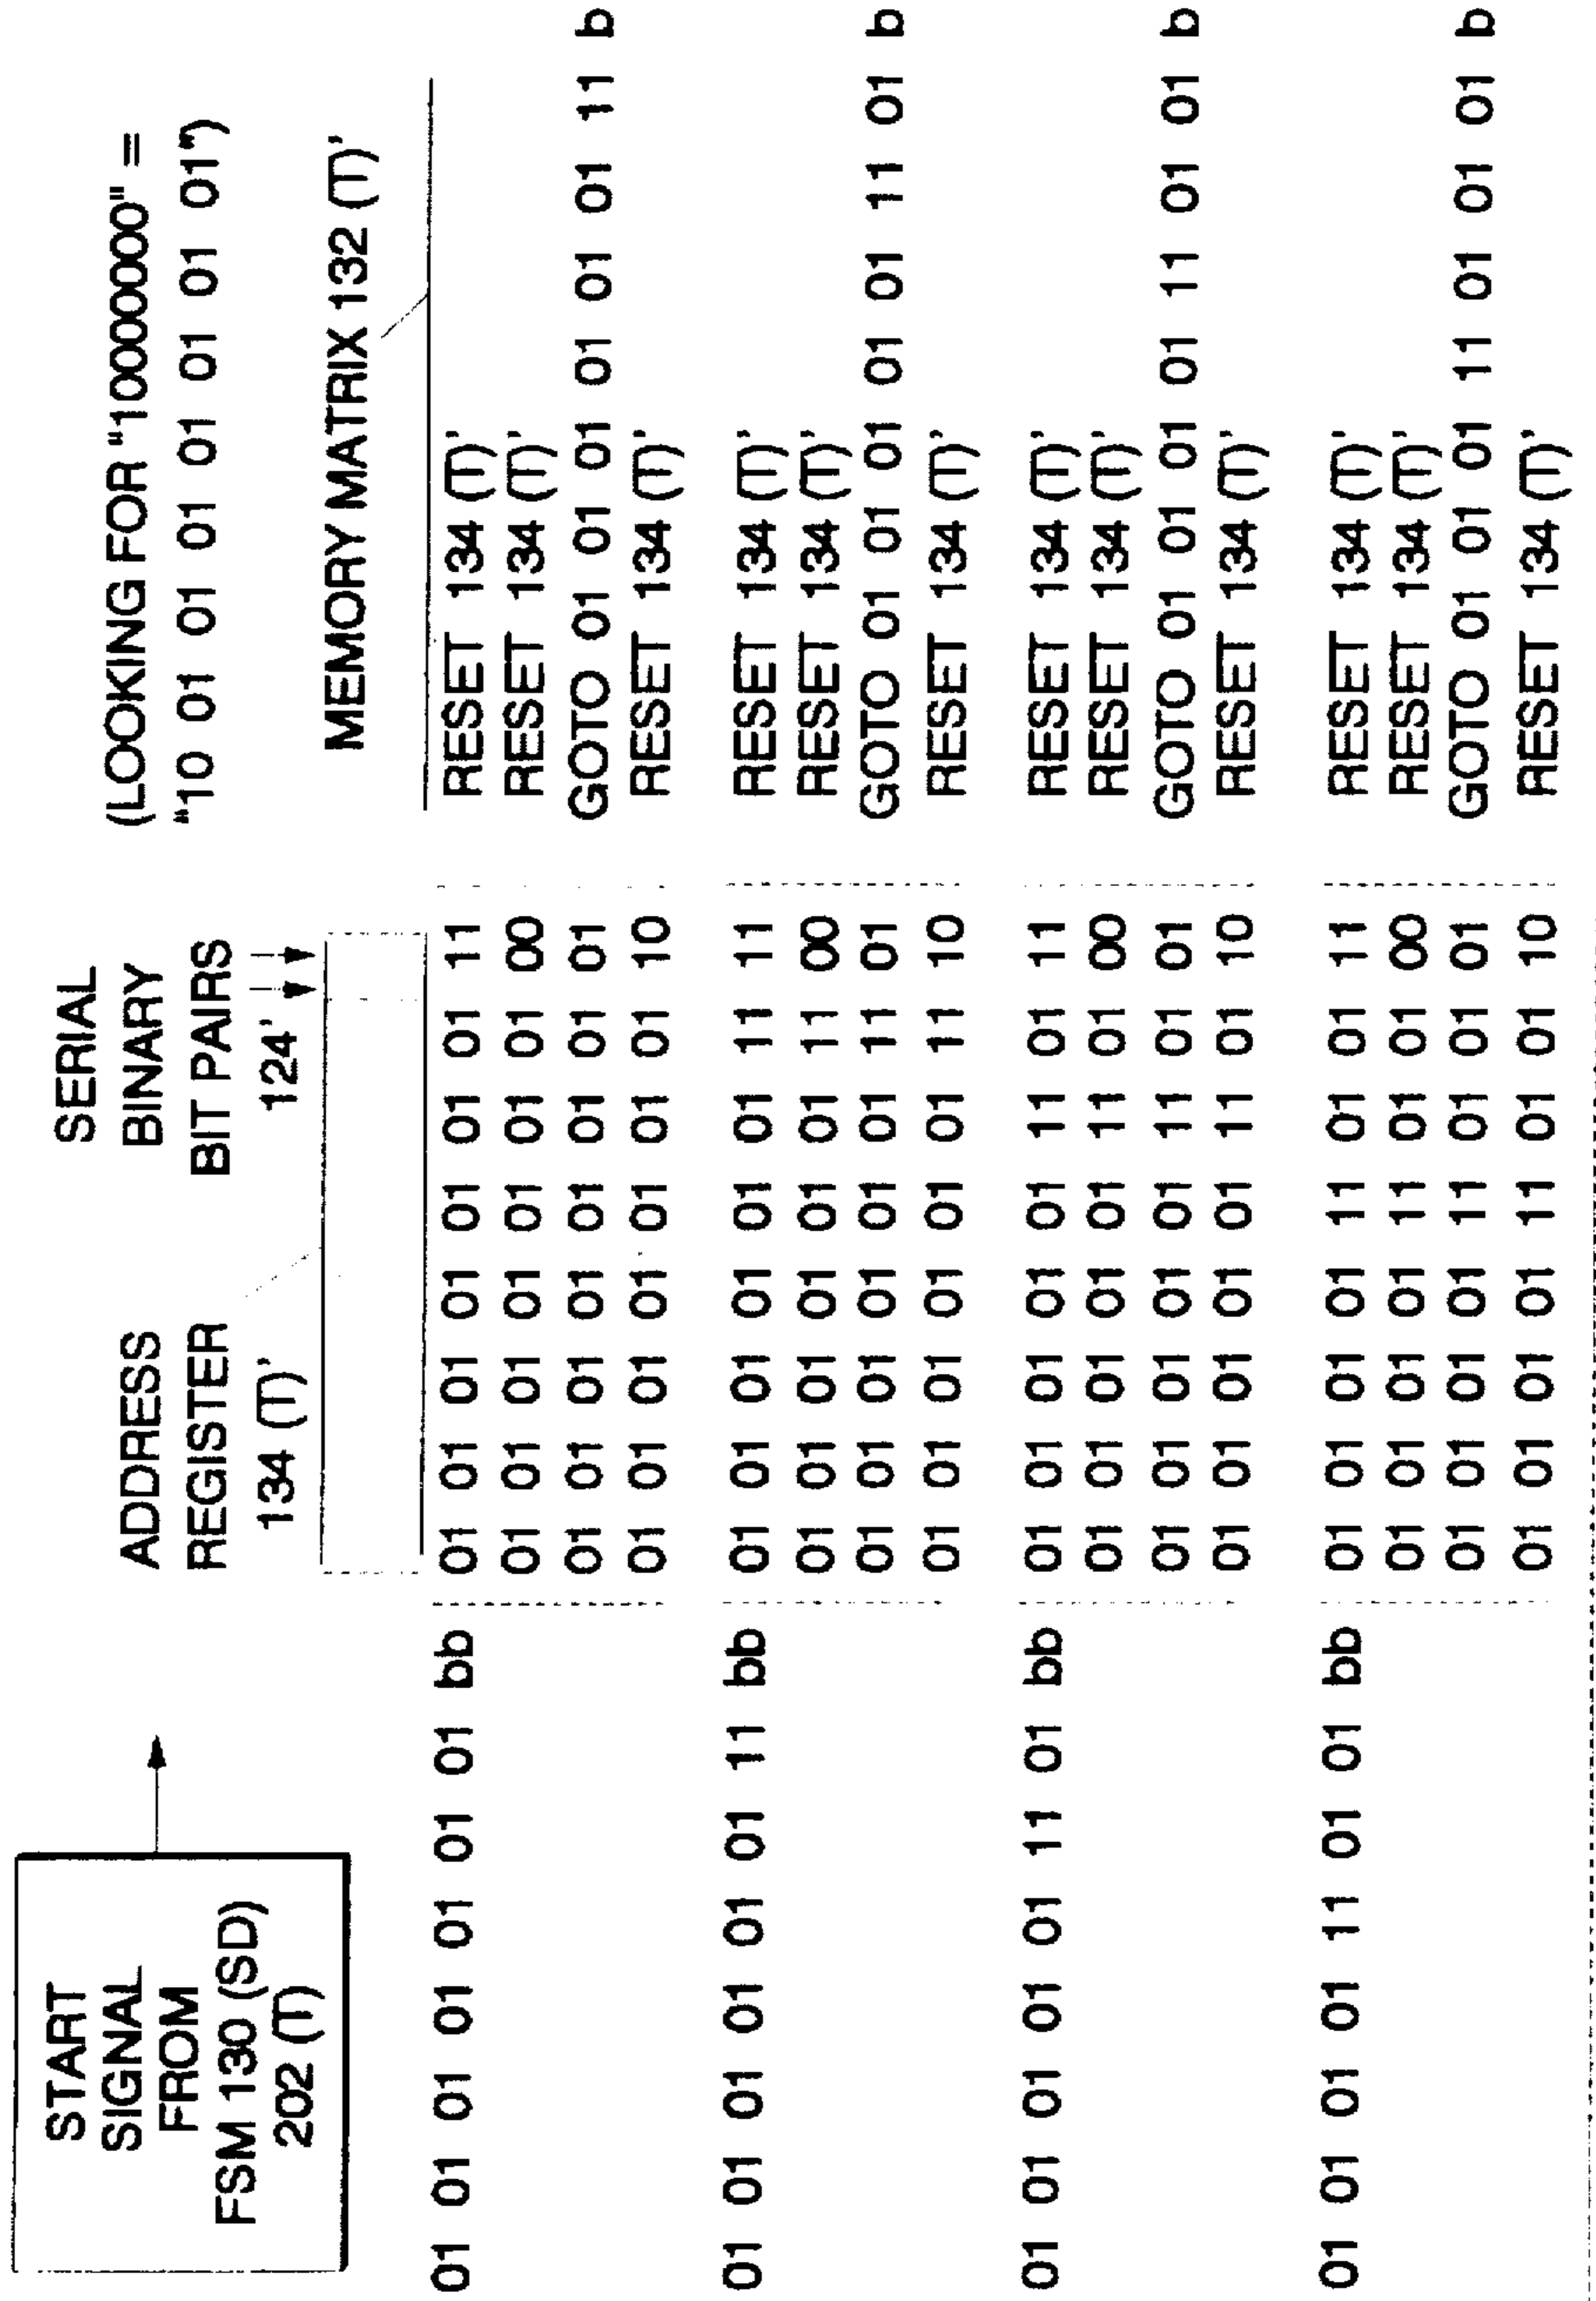 START
SIGNAL
FROM
FSM 130 (SD)
202 (T)
ADDRESS
REGISTER
134 (T)'
SERIAL
BINARY
BIT PAIRS
124'
(LOOKING FOR "10000000" =
"10 01 01 01 01 01 01 01")
MEMORY MATRIX 132 (T)'
01 01 01 01 01 01 01 bb 01 01 01 01 01 01 01 11 RESET 134 (T)'
01 01 01 01 01 01 01 00 RESET 134 (T)'
01 01 01 01 01 01 01 01 GOTO 01 01 01 01 01 01 11 b
01 01 01 01 01 01 01 10 RESET 134 (T)'
01 01 01 01 01 01 11 bb 01 01 01 01 01 01 11 11 RESET 134 (T)'
01 01 01 01 01 01 11 00 RESET 134 (T)'
01 01 01 01 01 01 11 01 GOTO 01 01 01 01 01 11 01 b
01 01 01 01 01 01 11 10 RESET 134 (T)'
01 01 01 01 01 11 01 bb 01 01 01 01 01 11 01 11 RESET 134 (T)'
01 01 01 01 01 11 01 00 RESET 134 (T)'
01 01 01 01 01 11 01 01 GOTO 01 01 01 01 11 01 01 b
01 01 01 01 01 11 01 10 RESET 134 (T)'
01 01 01 01 11 01 01 bb 01 01 01 01 11 01 01 11 RESET 134 (T)'
01 01 01 01 11 01 01 00 RESET 134 (T)'
01 01 01 01 11 01 01 01 GOTO 01 01 01 11 01 01 01 b
01 01 01 01 11 01 01 10 RESET 134 (T)'